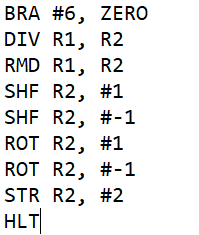 BRA #6, ZERO
DIV R1, R2
RMD R1, R2
SHF R2, #1
SHF R2, #-1
ROT R2, #1
ROT R2, #-1
STR R2, #2
HLT